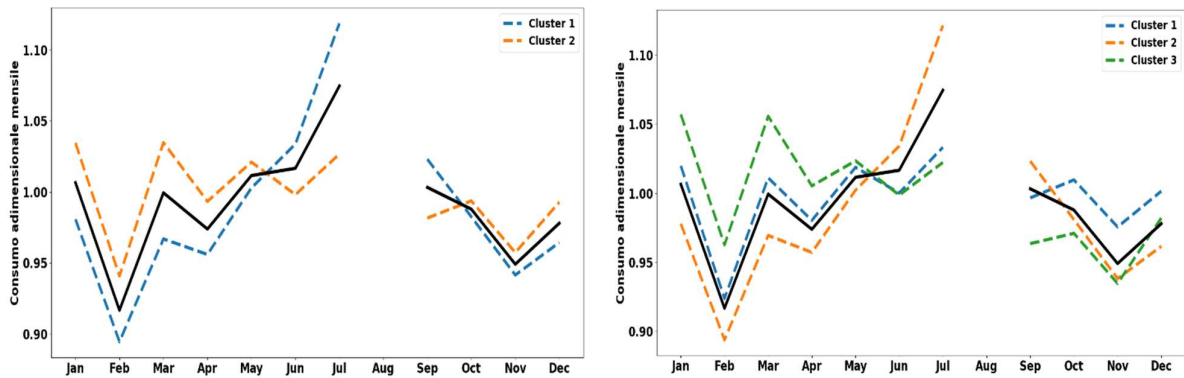 Consumo adimensionale mensile
1.10
1.05
1.00
0.95
0.90
Jan Feb Mar Apr May Jun Jul Aug Sep Oct Nov Dec
Cluster 1
Cluster 2
Consumo adimensionale mensile
1.10
1.05
1.00
0.95
0.90
Jan Feb Mar Apr May Jun Jul Aug Sep Oct Nov Dec
Cluster 1
Cluster 2
Cluster 3